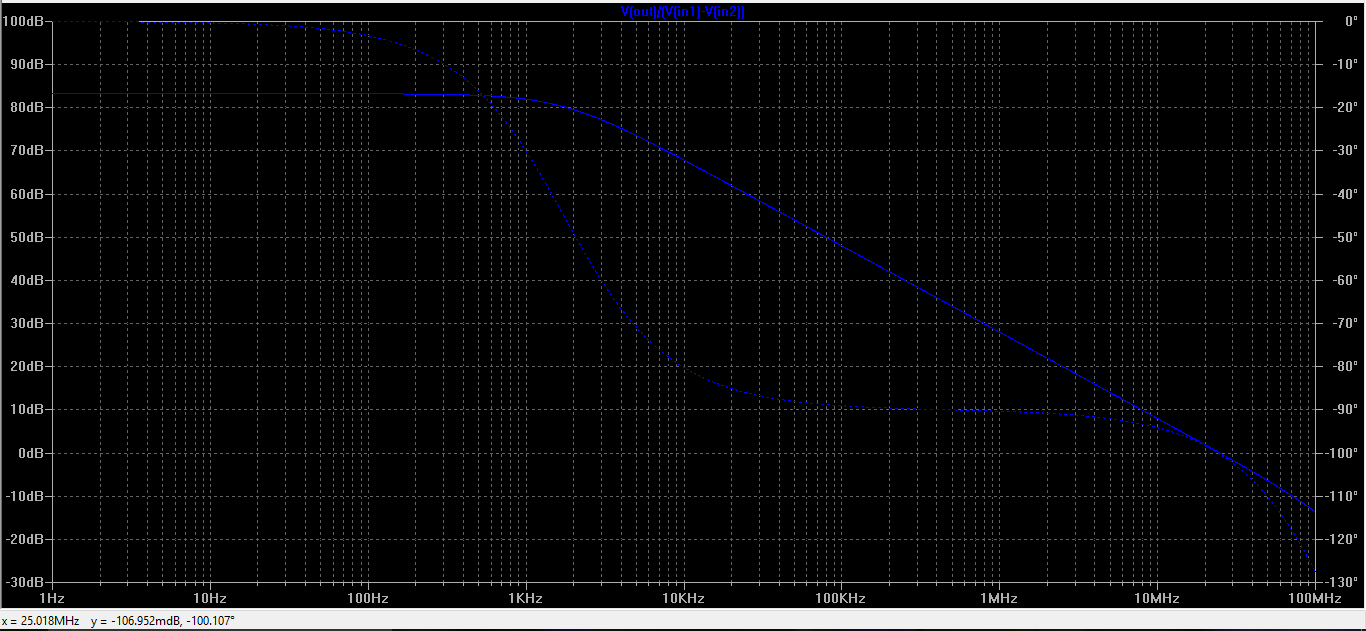 V(out)/(V(in1)-V(in2))
100dB 0°
90dB -10°
80dB -20°
70dB -30°
60dB -40°
50dB -50°
40dB -60°
30dB -70°
20dB -80°
10dB -90°
0dB -100°
-10dB -110°
-20dB -120°
-30dB -130°
1Hz 10Hz 100Hz 1KHz 10KHz 100KHz 1MHz 10MHz 100MHz
x = 25.018MHz y = -106.952mdB, -100.107°